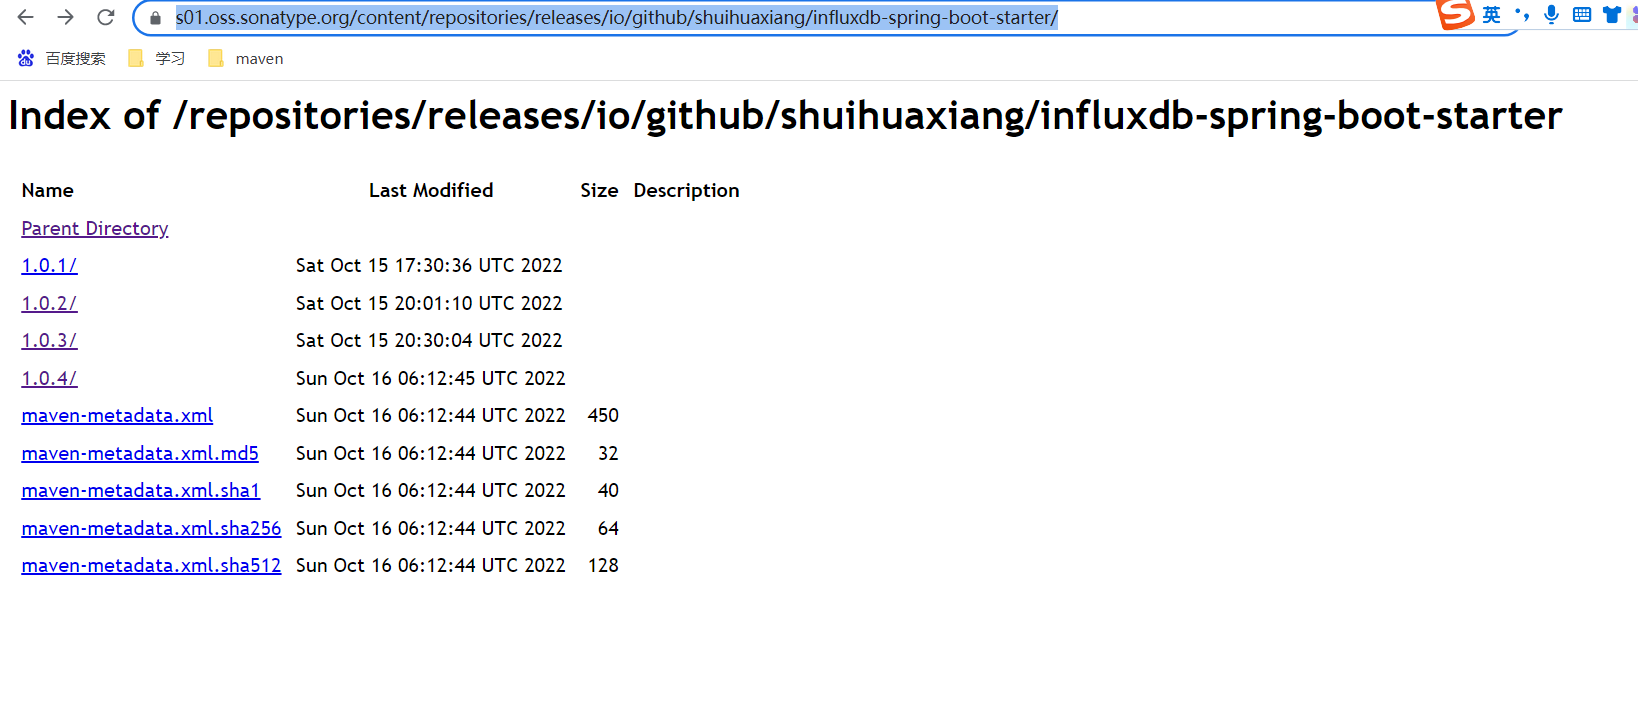 s01.oss.sonatype.org/content/repositories/releases/io/github/shuihuaxiang/influxdb-spring-boot-starter/
S 英
百度搜索 学习 maven
Index of /repositories/releases/io/github/shuihuaxiang/influxdb-spring-boot-starter
Name Last Modified Size Description
Parent Directory
1.0.1/ Sat Oct 15 17:30:36 UTC 2022
1.0.2/ Sat Oct 15 20:01:10 UTC 2022
1.0.3/ Sat Oct 15 20:30:04 UTC 2022
1.0.4/ Sun Oct 16 06:12:45 UTC 2022
maven-metadata.xml Sun Oct 16 06:12:44 UTC 2022 450
maven-metadata.xml.md5 Sun Oct 16 06:12:44 UTC 2022 32
maven-metadata.xml.sha1 Sun Oct 16 06:12:44 UTC 2022 40
maven-metadata.xml.sha256 Sun Oct 16 06:12:44 UTC 2022 64
maven-metadata.xml.sha512 Sun Oct 16 06:12:44 UTC 2022 128